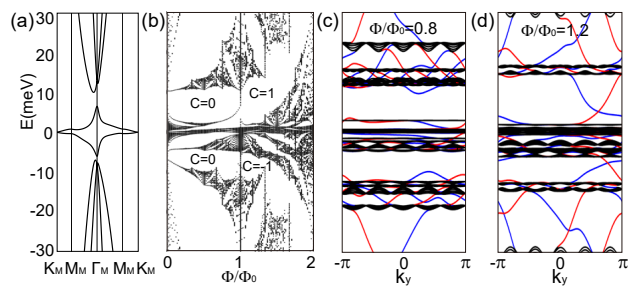 (a) (b) (c) (d)
E(meV)
30
20
10
0
-10
-20
-30
K_M M_M Γ_M M_M K_M
C=0
C=1
C=0
C=-1
0 1 2
Φ/Φ₀
Φ/Φ₀=0.8
-π 0 π
k_y
Φ/Φ₀=1.2
-π 0 π
k_y